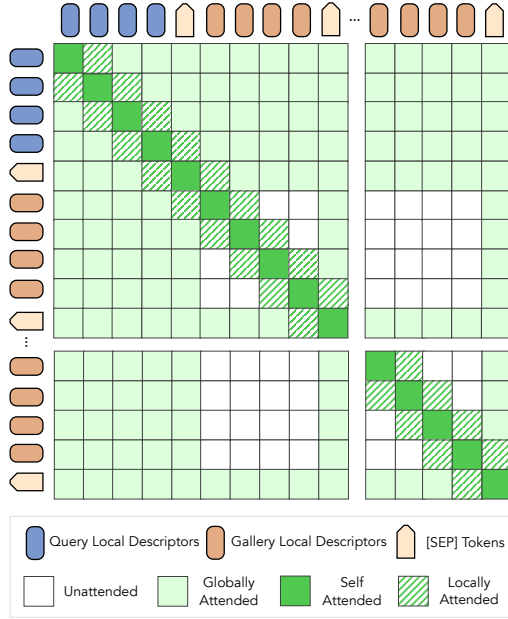 ...
...
Query Local Descriptors
Gallery Local Descriptors
[SEP] Tokens
Unattended
Globally
Attended
Self
Attended
Locally
Attended